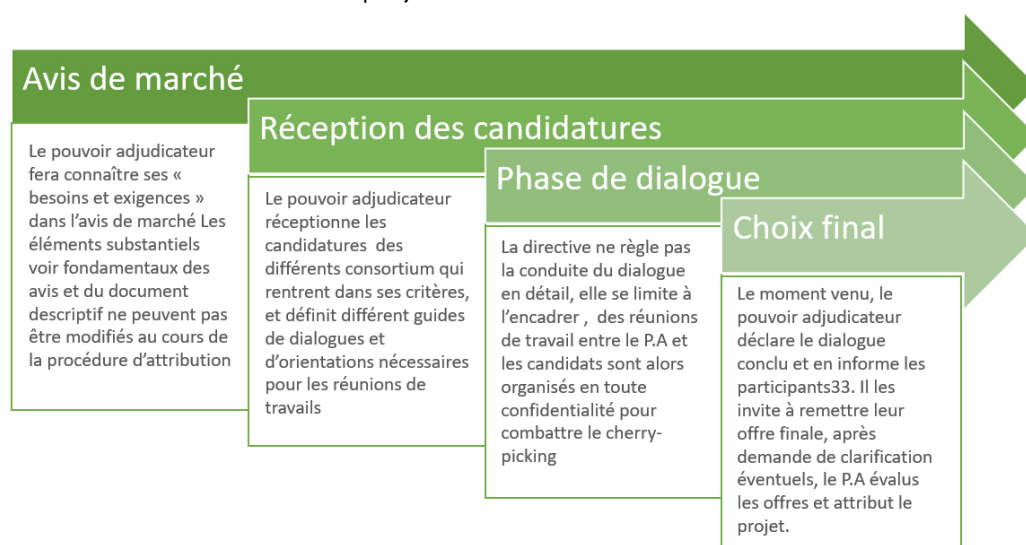 Avis de marché
Le pouvoir adjudicateur
fera connaître ses «
besoins et exigences »
dans l’avis de marché Les
éléments substantiels
voir fondamentaux des
avis et du document
descriptif ne peuvent pas
être modifiés au cours de
la procédure d’attribution
Réception des candidatures
Le pouvoir adjudicateur
réceptionne les
candidatures des
différents consortium qui
rentrent dans ses critères,
et définit différent guides
de dialogues et
d’orientations nécessaires
pour les réunions de
travails
Phase de dialogue
La directive ne règle pas
la conduite du dialogue
en détail, elle se limite à
l’encadrer , des réunions
de travail entre le P.A et
les candidats sont alors
organisés en toute
confidentialité pour
combattre le cherry-
picking
Choix final
Le moment venu, le
pouvoir adjudicateur
déclare le dialogue
conclu et en informe les
participants33. Il les
invite à remettre leur
offre finale, après
demande de clarification
éventuels, le P.A évalus
les offres et attribut le
projet.